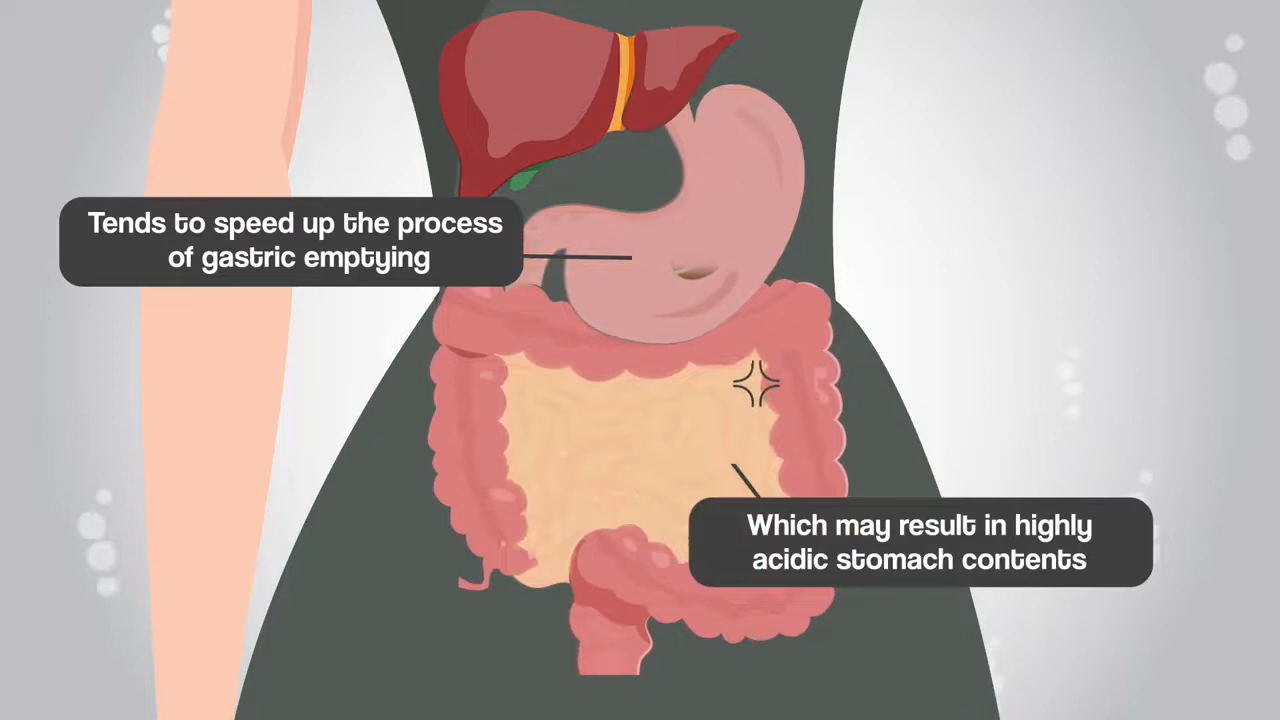 Tends to speed up the process
of gastric emptying
Which may result in highly
acidic stomach contents